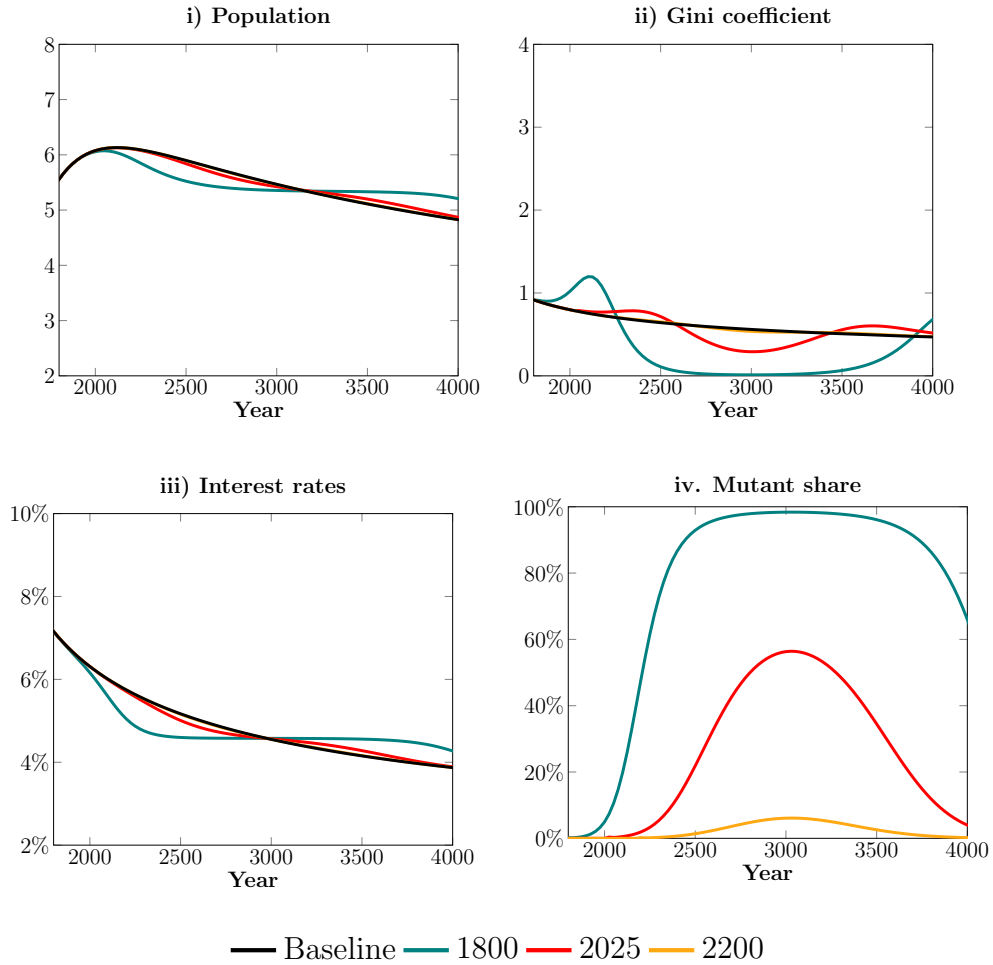 i) Population
8
7
6
5
4
3
2
2000 2500 3000 3500 4000
Year
ii) Gini coefficient
4
3
2
1
0
2000 2500 3000 3500 4000
Year
iii) Interest rates
10%
8%
6%
4%
2%
2000 2500 3000 3500 4000
Year
iv. Mutant share
100%
80%
60%
40%
20%
0%
2000 2500 3000 3500 4000
Year
Baseline 1800 2025 2200